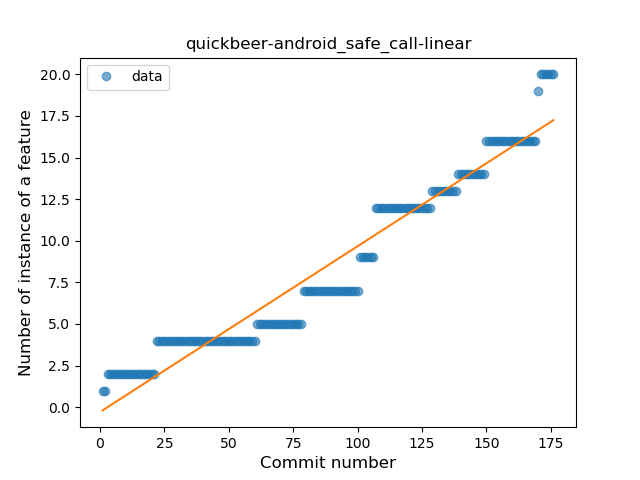 quickbeer-android_safe_call-linear
data
Number of instance of a feature
20.0
17.5
15.0
12.5
10.0
7.5
5.0
2.5
0.0
0 25 50 75 100 125 150 175
Commit number